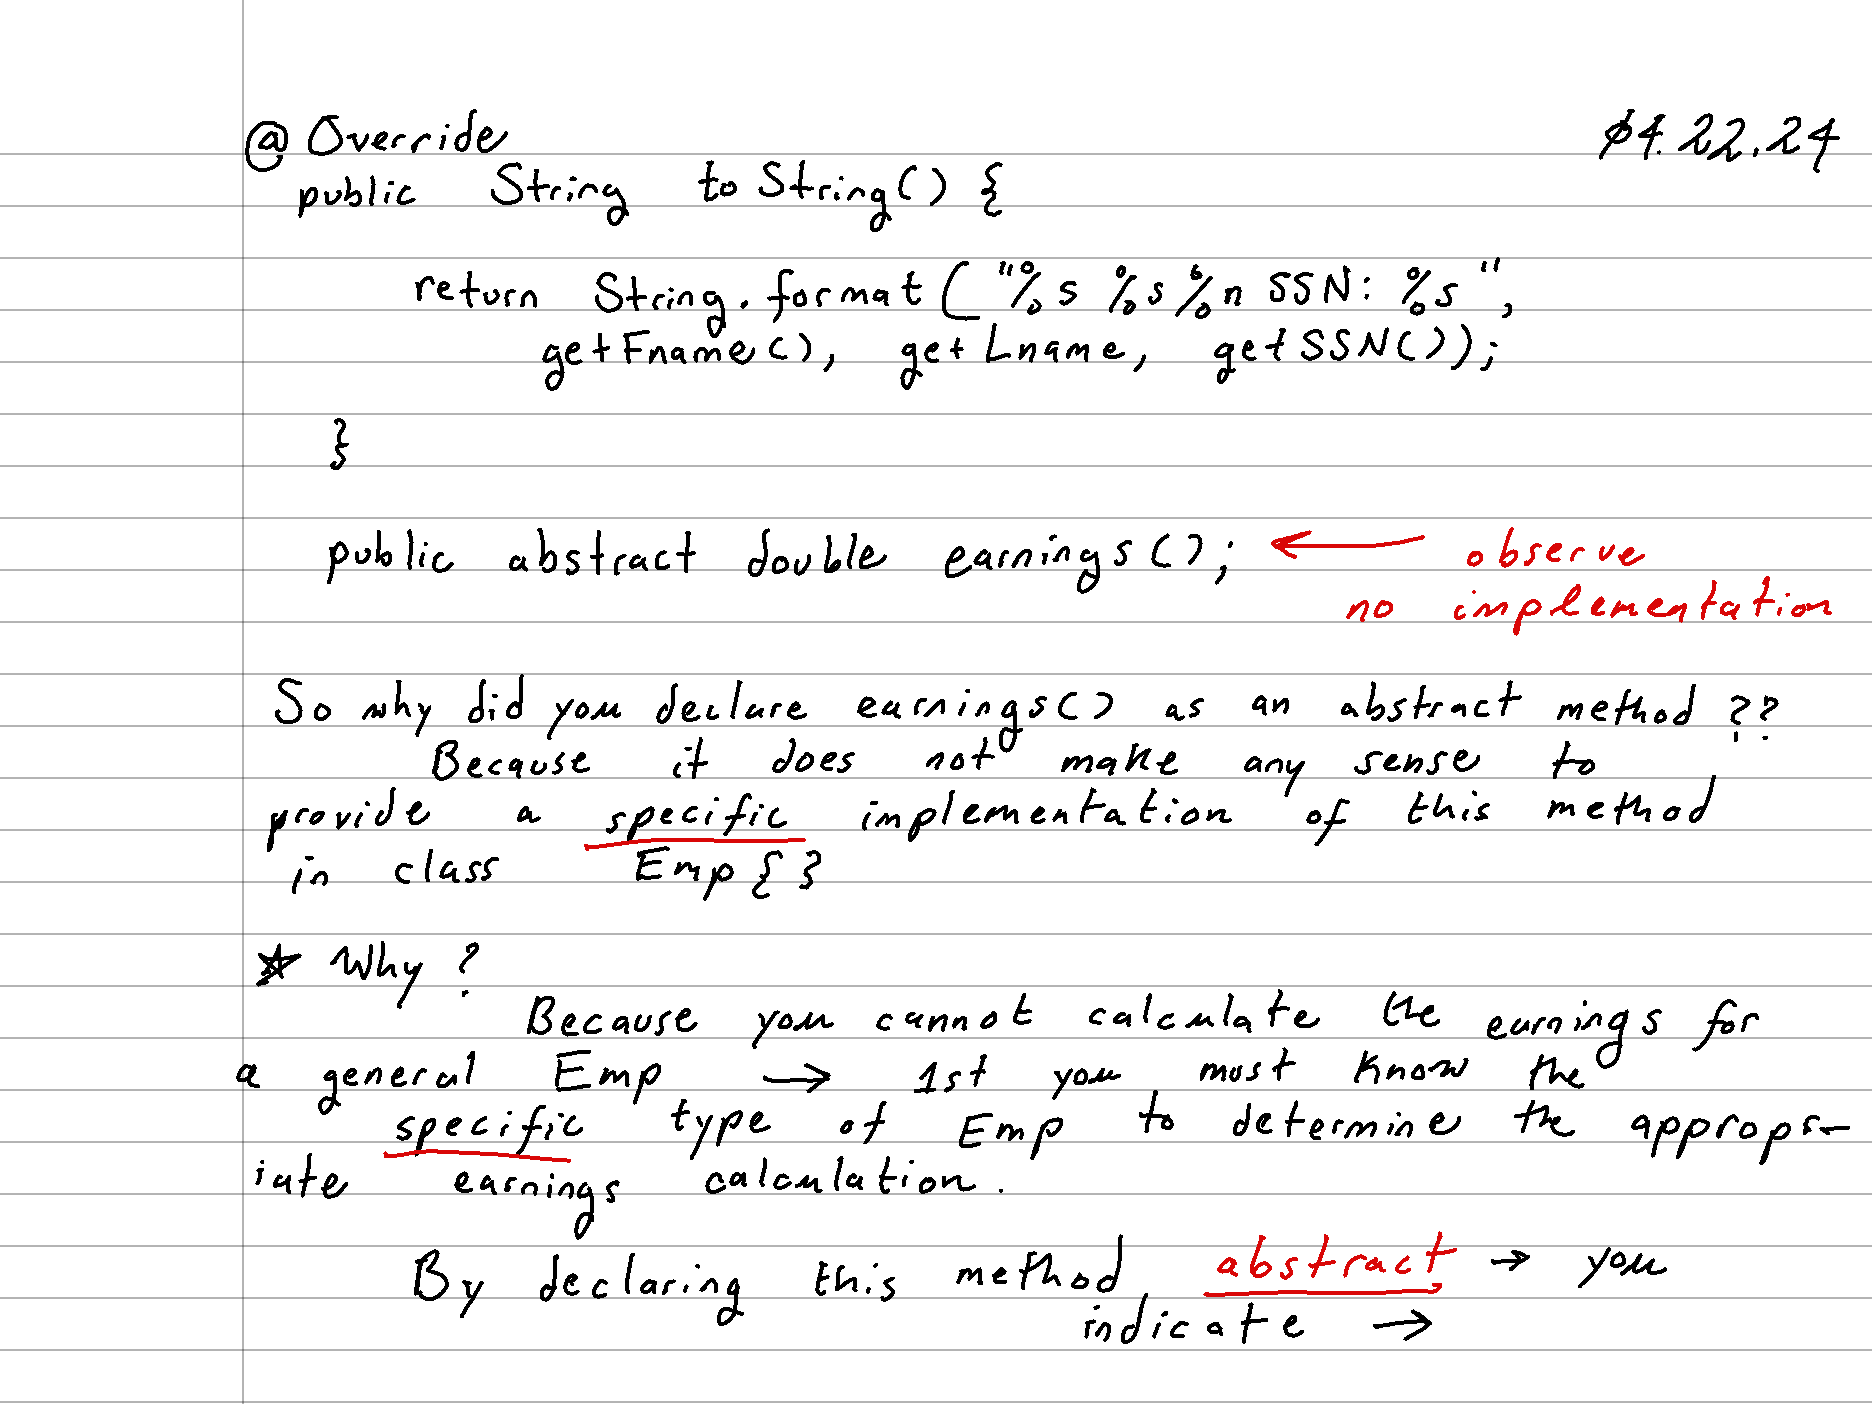 @Override 04.22.24
public String toString() {
return String.format("%s %s%n SSN: %s",
getFname(), getLname, getSSN());
}
public abstract double earnings(); ← observe
no implementation
So why did you declare earnings() as an abstract method ??
Because it does not make any sense to
provide a specific implementation of this method
in class Emp{}
★ Why?
Because you cannot calculate the earnings for
a general Emp → 1st you must know the
specific type of Emp to determine the appropr-
iate earnings calculation.
By declaring this method abstract → you
indicate →